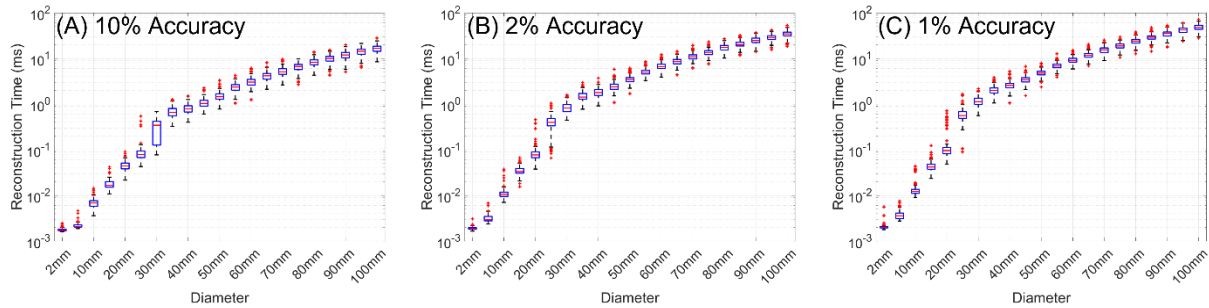 (A) 10% Accuracy
Reconstruction Time (ms)
10^2
10^1
10^0
10^-1
10^-2
10^-3
2mm
10mm
20mm
30mm
40mm
50mm
60mm
70mm
80mm
90mm
100mm
Diameter
(B) 2% Accuracy
Reconstruction Time (ms)
10^2
10^1
10^0
10^-1
10^-2
10^-3
2mm
10mm
20mm
30mm
40mm
50mm
60mm
70mm
80mm
90mm
100mm
Diameter
(C) 1% Accuracy
Reconstruction Time (ms)
10^2
10^1
10^0
10^-1
10^-2
10^-3
2mm
10mm
20mm
30mm
40mm
50mm
60mm
70mm
80mm
90mm
100mm
Diameter